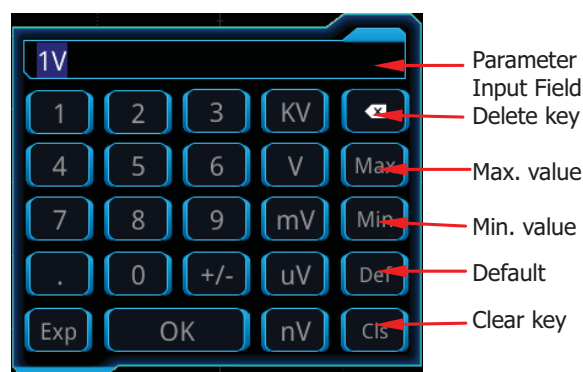 1V
Parameter
Input Field
1 2 3 KV
Delete key
4 5 6 V Max
Max. value
7 8 9 mV Min
Min. value
. 0 +/- uV Def
Default
Exp OK nV Cls
Clear key